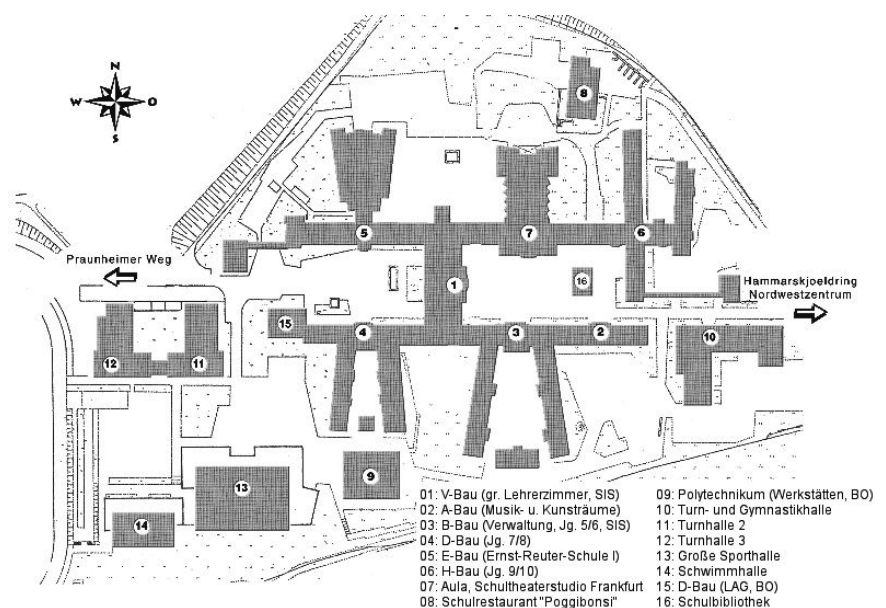 N
W O
S
8
5
7
6
Praunheimer Weg
1
16
Hammarskjoeldring
Nordwestzentrum
15
4
3
2
10
12
11
9
13
14
01: V-Bau (gr. Lehrerzimmer, SIS)
02: A-Bau (Musik- u. Kunsträume)
03: B-Bau (Verwaltung, Jg. 5/6, SIS)
04: D-Bau (Jg. 7/8)
05: E-Bau (Ernst-Reuter-Schule I)
06: H-Bau (Jg. 9/10)
07: Aula, Schultheaterstudio Frankfurt
08: Schulrestaurant "Poggibonsi"
09: Polytechnikum (Werkstätten, BO)
10: Turn- und Gymnastikhalle
11: Turnhalle 2
12: Turnhalle 3
13: Große Sporthalle
14: Schwimmhalle
15: D-Bau (LAG, BO)
16: Schulbibliothek